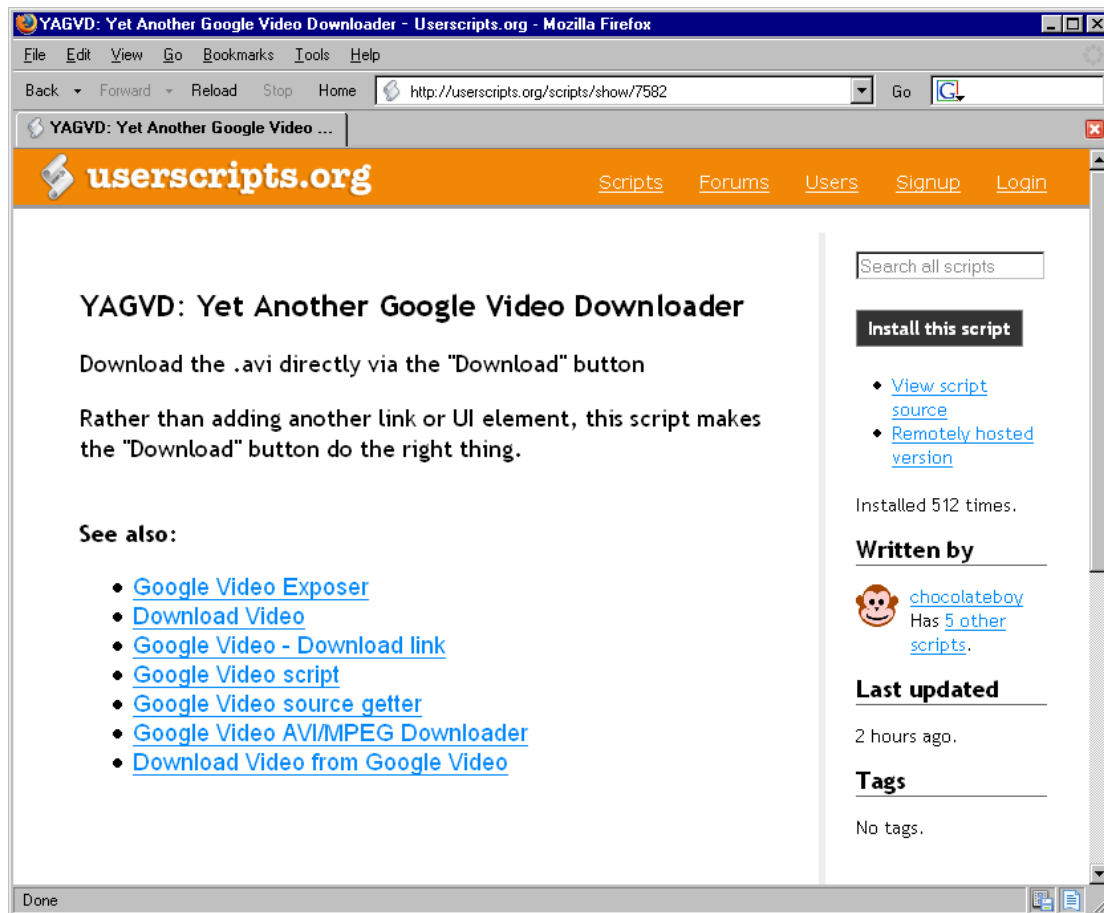 YAGVD: Yet Another Google Video Downloader - Userscripts.org - Mozilla Firefox
File Edit View Go Bookmarks Tools Help
Back Forward Reload Stop Home http://userscripts.org/scripts/show/7582 Go G
YAGVD: Yet Another Google Video ...
userscripts.org Scripts Forums Users Signup Login
YAGVD: Yet Another Google Video Downloader
Download the .avi directly via the "Download" button
Rather than adding another link or UI element, this script makes
the "Download" button do the right thing.
See also:
Google Video Exposer
Download Video
Google Video - Download link
Google Video script
Google Video source getter
Google Video AVI/MPEG Downloader
Download Video from Google Video
Search all scripts
Install this script
View script
source
Remotely hosted
version
Installed 512 times.
Written by
chocolateboy
Has 5 other
scripts.
Last updated
2 hours ago.
Tags
No tags.
Done